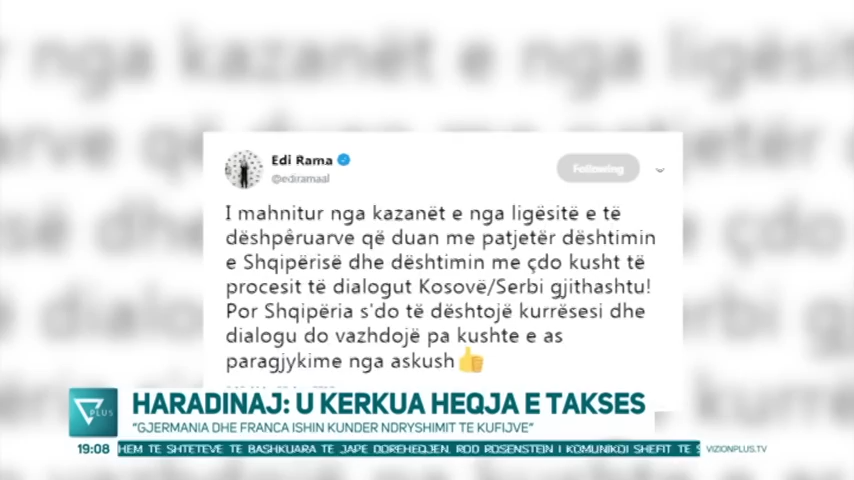 Edi Rama
@ediramaal
Following
I mahnitur nga kazanët e nga ligësitë e të
dëshpëruarve që duan me patjetër dështimin
e Shqipërisë dhe dështimin me çdo kusht të
procesit të dialogut Kosovë/Serbi gjithashtu!
Por Shqipëria s'do të dështojë kurrësesi dhe
dialogu do vazhdojë pa kushte e as
paragjykime nga askush👍
PLUS
HARADINAJ: U KERKUA HEQJA E TAKSES
"GJERMANIA DHE FRANCA ISHIN KUNDER NDRYSHIMIT TE KUFIJVE"
19:08
HEM TE SHTETEVE TE BASHKUARA TE JAPE DOREHEQJEN. ROD ROSENSTEIN I KOMUNIKOI SHEFIT TE S
VIZIONPLUS.TV